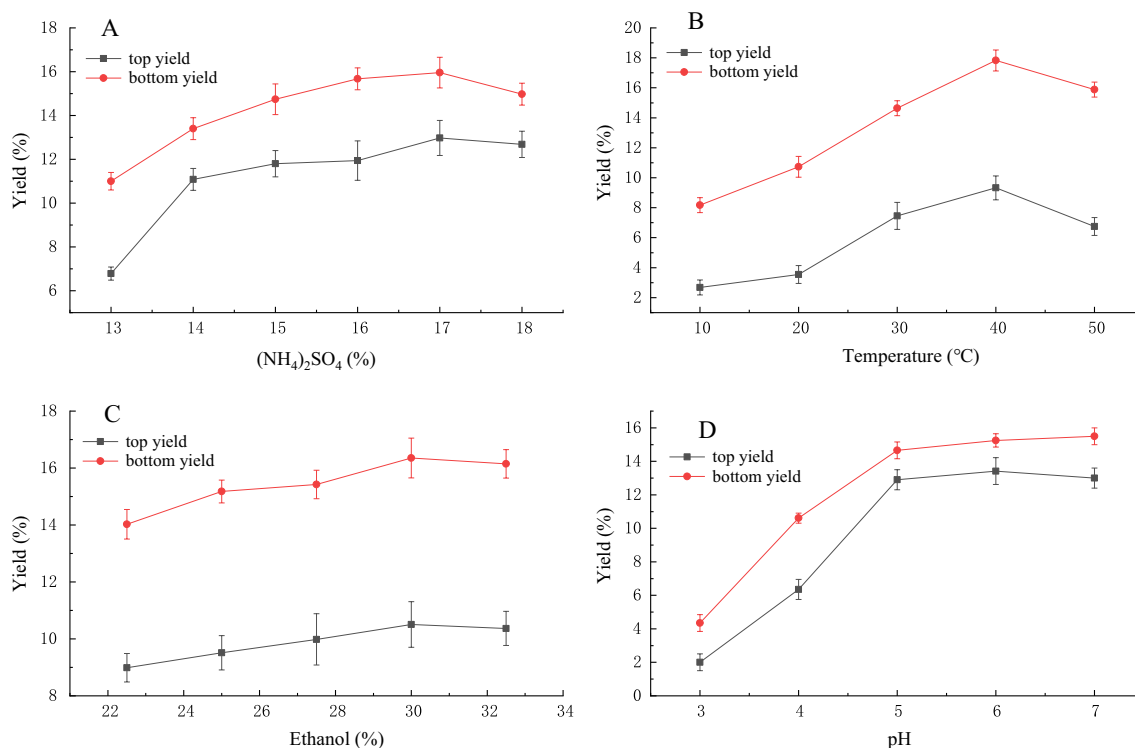 A
top yield
bottom yield
Yield (%)
18
16
14
12
10
8
6
13 14 15 16 17 18
(NH4)2SO4 (%)
B
top yield
bottom yield
Yield (%)
20
18
16
14
12
10
8
6
4
2
10 20 30 40 50
Temperature (℃)
C
top yield
bottom yield
Yield (%)
18
16
14
12
10
8
22 24 26 28 30 32 34
Ethanol (%)
D
top yield
bottom yield
Yield (%)
16
14
12
10
8
6
4
2
0
3 4 5 6 7
pH